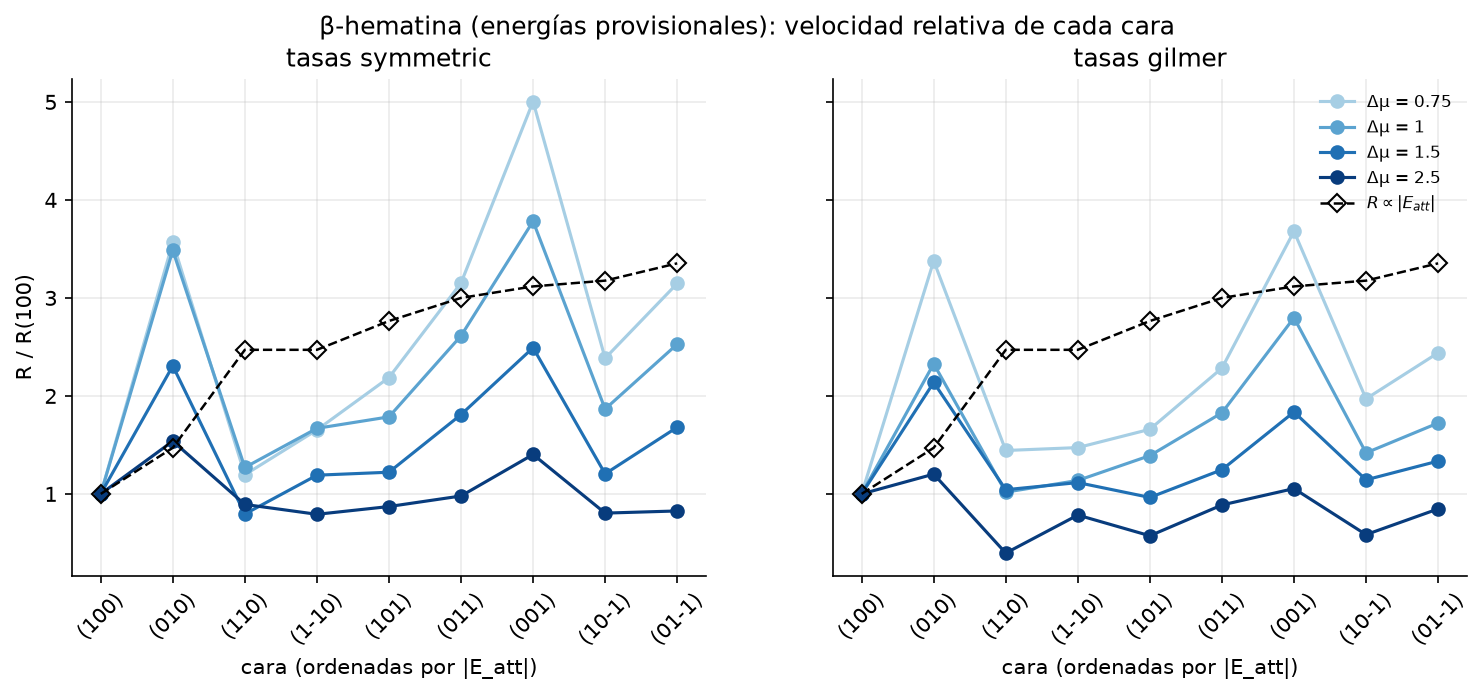 β-hematina (energías provisionales): velocidad relativa de cada cara
tasas symmetric
R / R(100)
5
4
3
2
1
(100)
(010)
(110)
(1-10)
(101)
(011)
(001)
(10-1)
(01-1)
cara (ordenadas por |E_att|)
tasas gilmer
Δμ = 0.75
Δμ = 1
Δμ = 1.5
Δμ = 2.5
R ∝ |E_att|
(100)
(010)
(110)
(1-10)
(101)
(011)
(001)
(10-1)
(01-1)
cara (ordenadas por |E_att|)